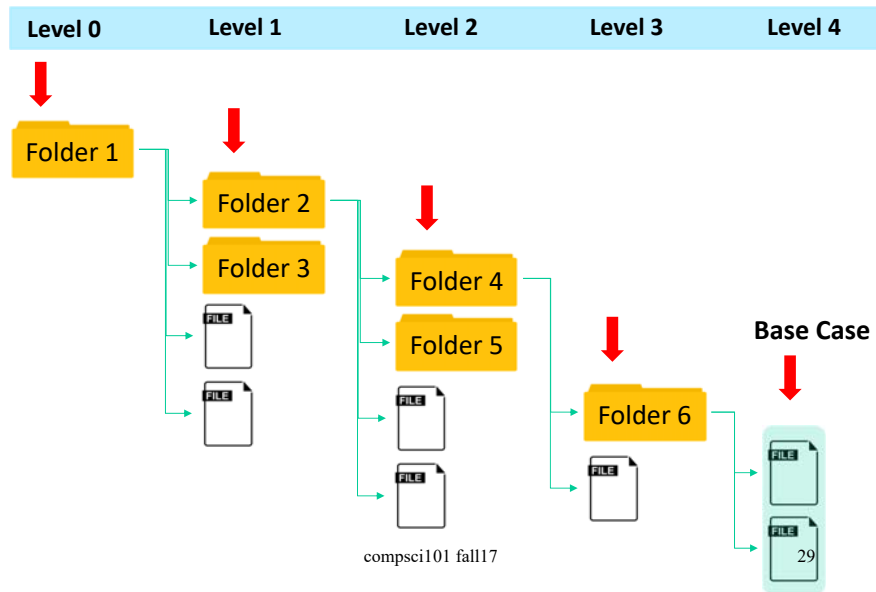 Level 0
Level 1
Level 2
Level 3
Level 4
Folder 1
Folder 2
Folder 3
FILE
FILE
Folder 4
Folder 5
FILE
FILE
Folder 6
FILE
Base Case
FILE
FILE
compsci101 fall17
29